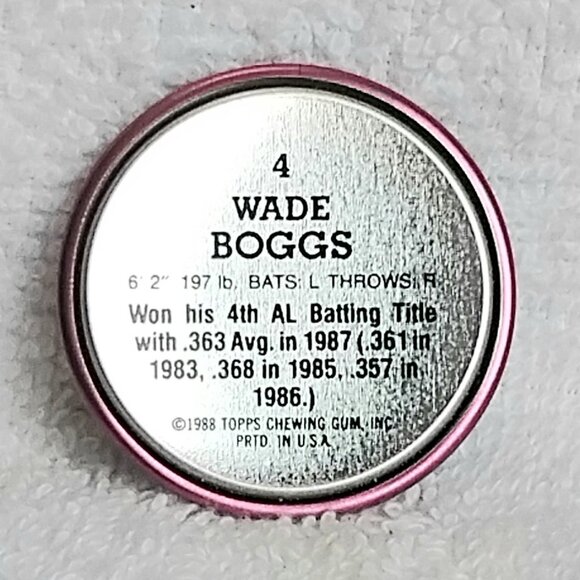 4
WADE
BOGGS
6' 2" 197 lb. BATS: L THROWS: R
Won his 4th AL Batting Title
with .363 Avg. in 1987 (.361 in
1983, .368 in 1985, .357 in
1986.)
©1988 TOPPS CHEWING GUM, INC.
PRTD. IN U.S.A.